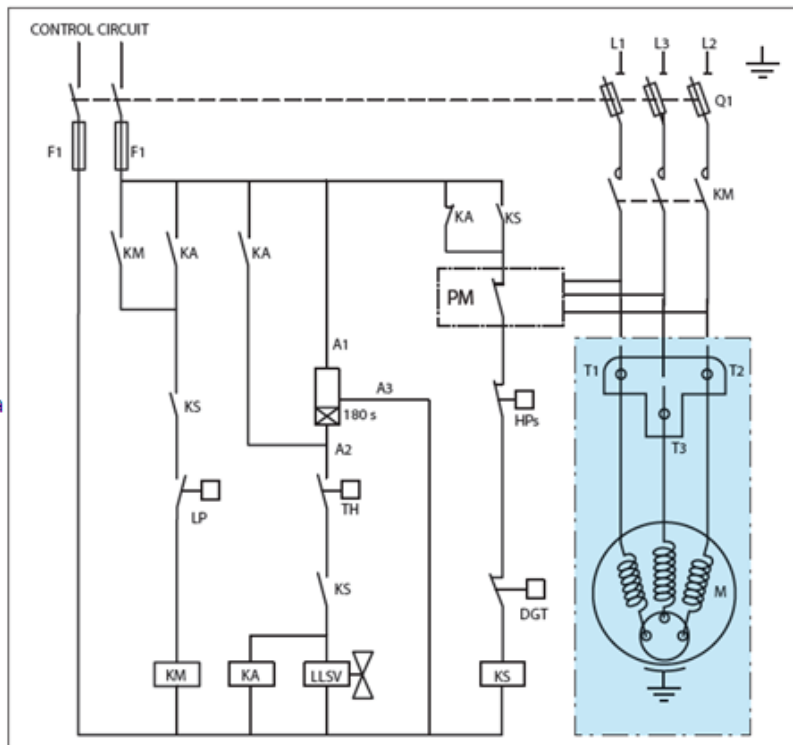 CONTROL CIRCUIT
L1 L3 L2
Q1
F1 F1
KM
KA KS
KM KA KA
PM
A1
T1 T2
A3
KS
180 s
HPs
T3
A2
LP TH
KS
DGT
M
KM KA LLSV KS